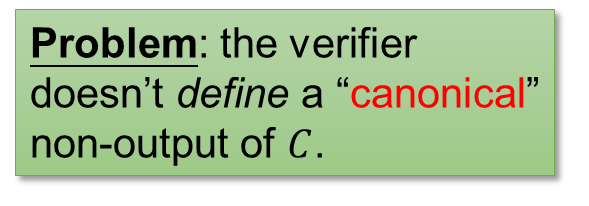 Problem: the verifier
doesn’t define a “canonical”
non-output of 𝐶.